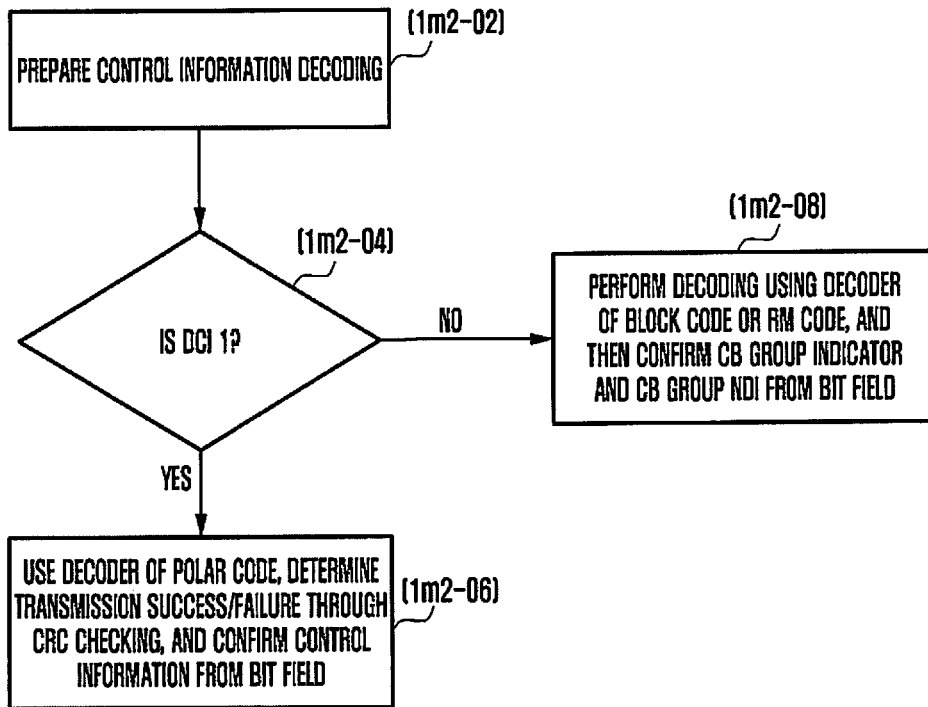 (1m2-02)
PREPARE CONTROL INFORMATION DECODING
(1m2-04)
IS DCI 1?
NO
(1m2-08)
PERFORM DECODING USING DECODER
OF BLOCK CODE OR RM CODE, AND
THEN CONFIRM CB GROUP INDICATOR
AND CB GROUP NDI FROM BIT FIELD
YES
USE DECODER OF POLAR CODE, DETERMINE
TRANSMISSION SUCCESS/FAILURE THROUGH
CRC CHECKING, AND CONFIRM CONTROL
INFORMATION FROM BIT FIELD
(1m2-06)